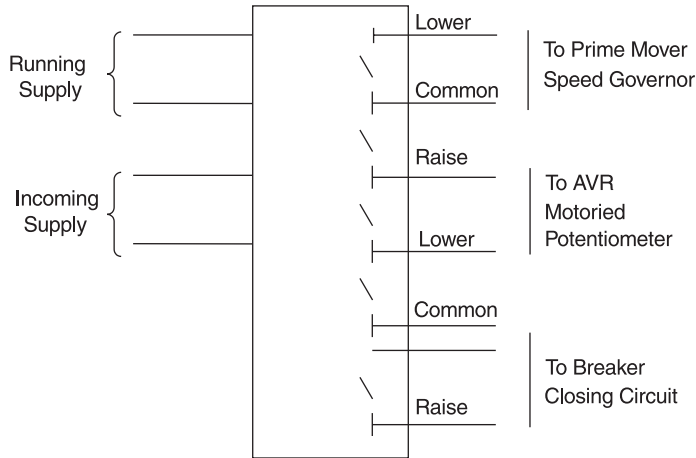 Running
Supply
Incoming
Supply
Lower
Common
Raise
Lower
Common
Raise
To Prime Mover
Speed Governor
To AVR
Motoried
Potentiometer
To Breaker
Closing Circuit